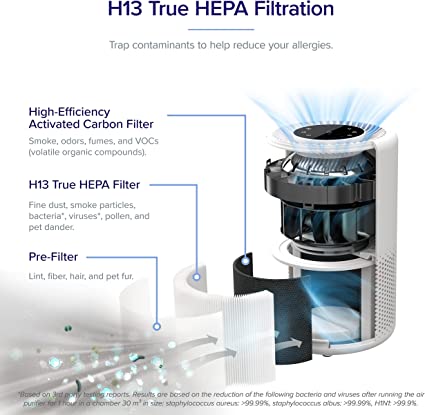 H13 True HEPA Filtration
Trap contaminants to help reduce your allergies.
High-Efficiency
Activated Carbon Filter
Smoke, odors, fumes, and VOCs
(volatile organic compounds).
H13 True HEPA Filter
Fine dust, smoke particles,
bacteria*, viruses*, pollen, and
pet dander.
Pre-Filter
Lint, fiber, hair, and pet fur.
*Based on 3rd party testing reports. Results are based on the reduction of the following bacteria and viruses after running the air
purifier for 1 hour in a chamber 30 m³ in size: staphylococcus aureus: >99.99%, staphylococcus albus: >99.99%, H1N1: >99.9%.